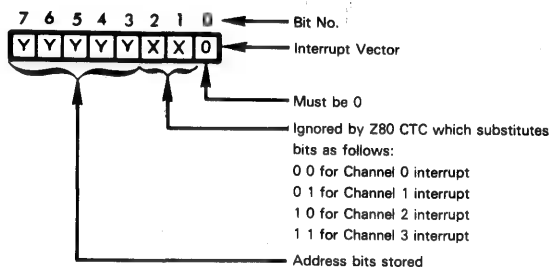 7 6 5 4 3 2 1 0 Bit No.
Y Y Y Y Y X X 0 Interrupt Vector
Must be 0
Ignored by Z80 CTC which substitutes
bits as follows:
0 0 for Channel 0 interrupt
0 1 for Channel 1 interrupt
1 0 for Channel 2 interrupt
1 1 for Channel 3 interrupt
Address bits stored